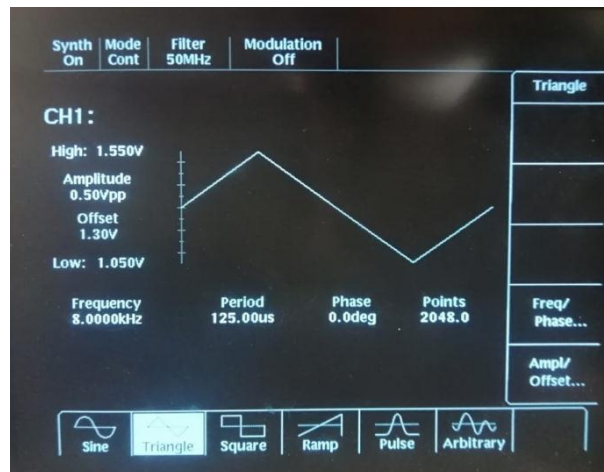 Synth Mode Filter Modulation
On Cont 50MHz Off
Triangle
CH1:
High: 1.550V
Amplitude
0.50Vpp
Offset
1.30V
Low: 1.050V
Frequency Period Phase Points
8.0000kHz 125.00us 0.0deg 2048.0
Freq/
Phase...
Ampl/
Offset...
Sine Triangle Square Ramp Pulse Arbitrary